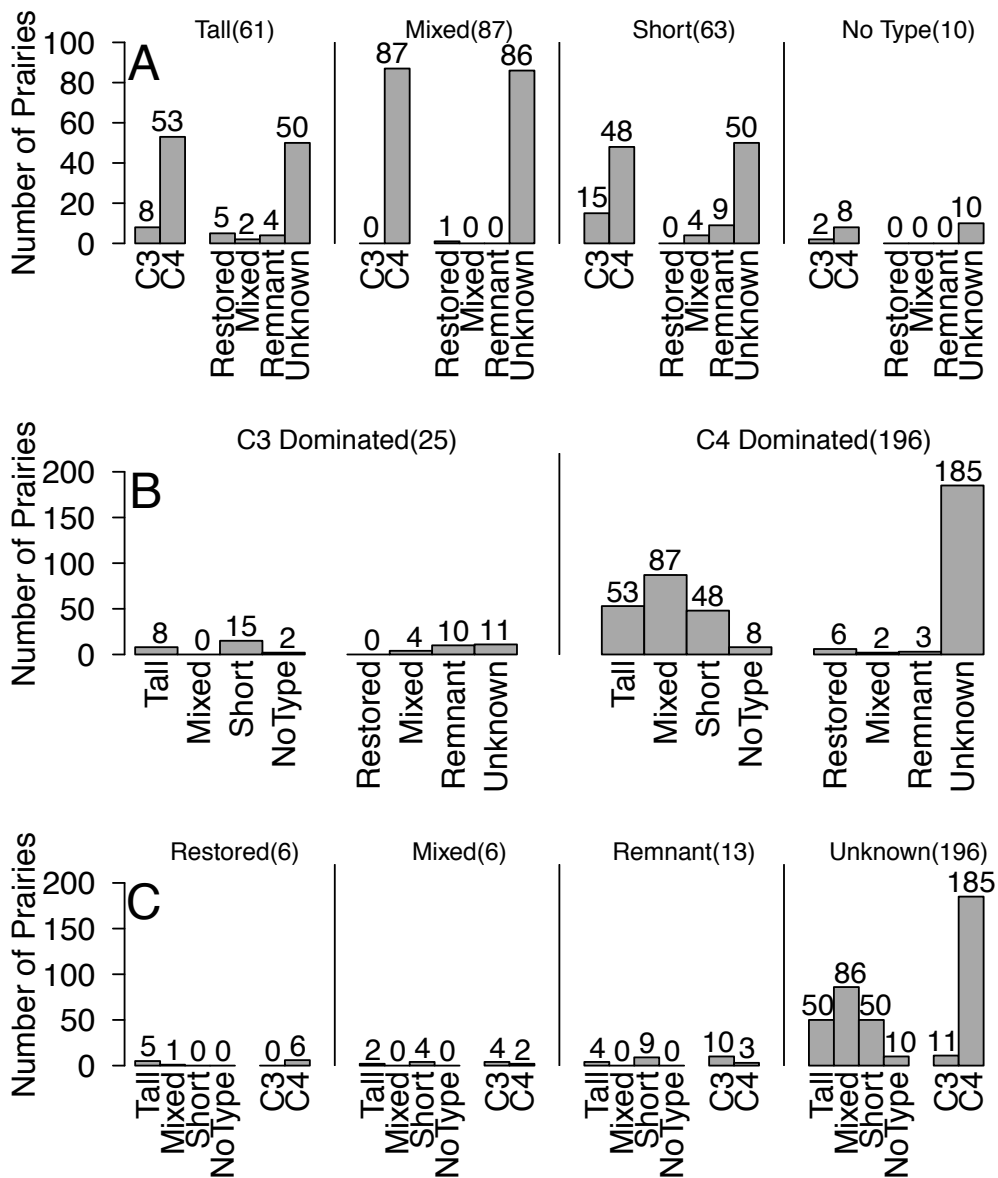 Tall(61) Mixed(87) Short(63) No Type(10)
A
Number of Prairies
100
80
60
40
20
0
8 53 5 2 4 50
0 87 1 0 0 86
15 48 0 4 9 50
2 8 0 0 0 10
C3 C4 Restored Mixed Remnant Unknown
C3 C4 Restored Mixed Remnant Unknown
C3 C4 Restored Mixed Remnant Unknown
C3 C4 Restored Mixed Remnant Unknown
C3 Dominated(25) C4 Dominated(196)
B
Number of Prairies
200
150
100
50
0
8 0 15 2 0 4 10 11
53 87 48 8 6 2 3 185
Tall Mixed Short NoType Restored Mixed Remnant Unknown
Tall Mixed Short NoType Restored Mixed Remnant Unknown
Restored(6) Mixed(6) Remnant(13) Unknown(196)
C
Number of Prairies
200
150
100
50
0
5 1 0 0 0 6
2 0 4 0 4 2
4 0 9 0 10 3
50 86 50 10 11 185
Tall Mixed Short NoType C3 C4
Tall Mixed Short NoType C3 C4
Tall Mixed Short NoType C3 C4
Tall Mixed Short NoType C3 C4